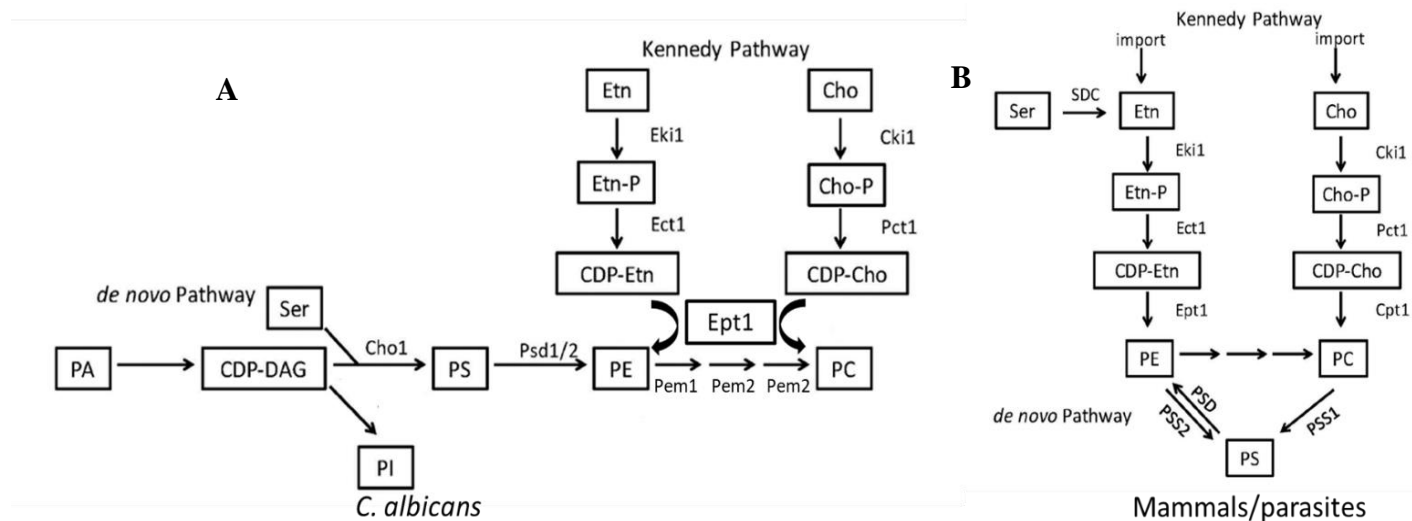 A
Kennedy Pathway
Etn
Cho
Eki1
Cki1
Etn-P
Cho-P
Ect1
Pct1
CDP-Etn
CDP-Cho
de novo Pathway
Ser
Ept1
Cho1
Psd1/2
PA
CDP-DAG
PS
PE
PC
Pem1
Pem2
Pem2
PI
C. albicans
B
Kennedy Pathway
import
import
SDC
Ser
Etn
Cho
Eki1
Cki1
Etn-P
Cho-P
Ect1
Pct1
CDP-Etn
CDP-Cho
Ept1
Cpt1
PE
PC
de novo Pathway
PSD
PSS2
PSS1
PS
Mammals/parasites